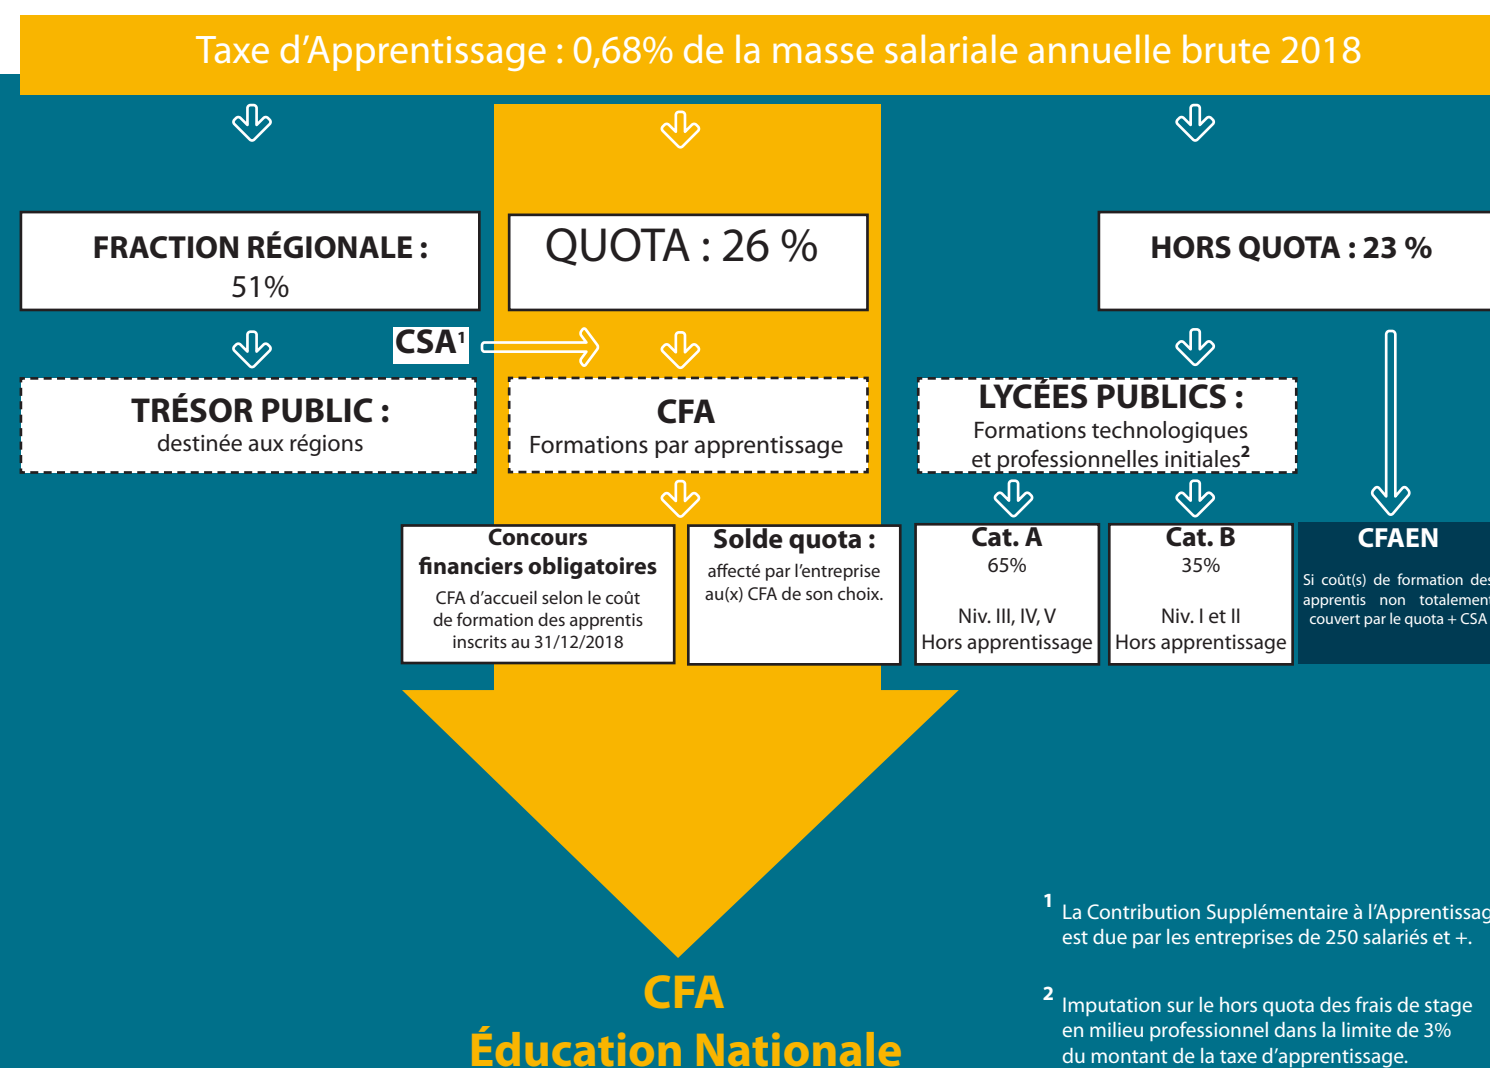 Taxe d'Apprentissage : 0,68% de la masse salariale annuelle brute 2018
FRACTION RÉGIONALE :
51%
QUOTA : 26 %
HORS QUOTA : 23 %
CSA¹
TRÉSOR PUBLIC :
destinée aux régions
CFA
Formations par apprentissage
LYCÉES PUBLICS :
Formations technologiques
et professionnelles initiales²
Concours
financiers obligatoires
CFA d'accueil selon le coût
de formation des apprentis
inscrits au 31/12/2018
Solde quota :
affecté par l'entreprise
au(x) CFA de son choix.
Cat. A
65%
Niv. III, IV, V
Hors apprentissage
Cat. B
35%
Niv. I et II
Hors apprentissage
CFAEN
Si coût(s) de formation des
apprentis non totalement
couvert par le quota + CSA
¹ La Contribution Supplémentaire à l'Apprentissag
est due par les entreprises de 250 salariés et +.
² Imputation sur le hors quota des frais de stage
en milieu professionnel dans la limite de 3%
du montant de la taxe d'apprentissage.
CFA
Éducation Nationale